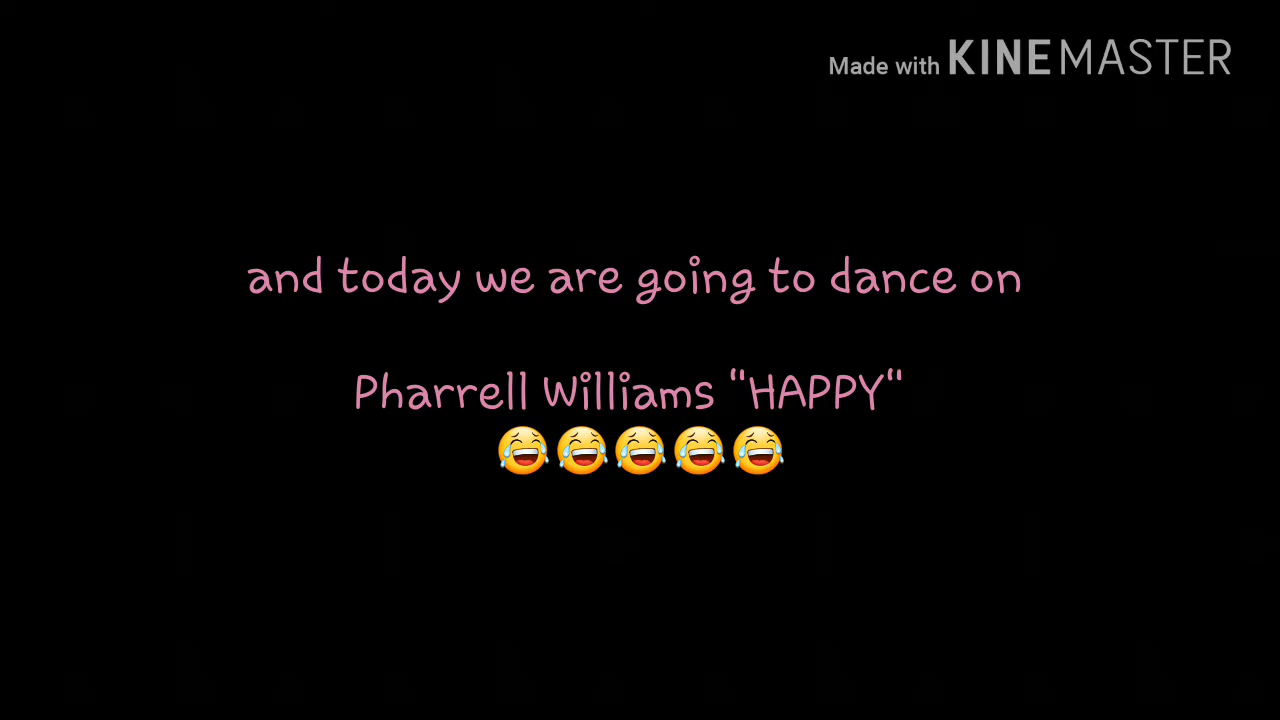 Made with KINEMASTER
and today we are going to dance on
Pharrell Williams "HAPPY"
😂😂😂😂😂